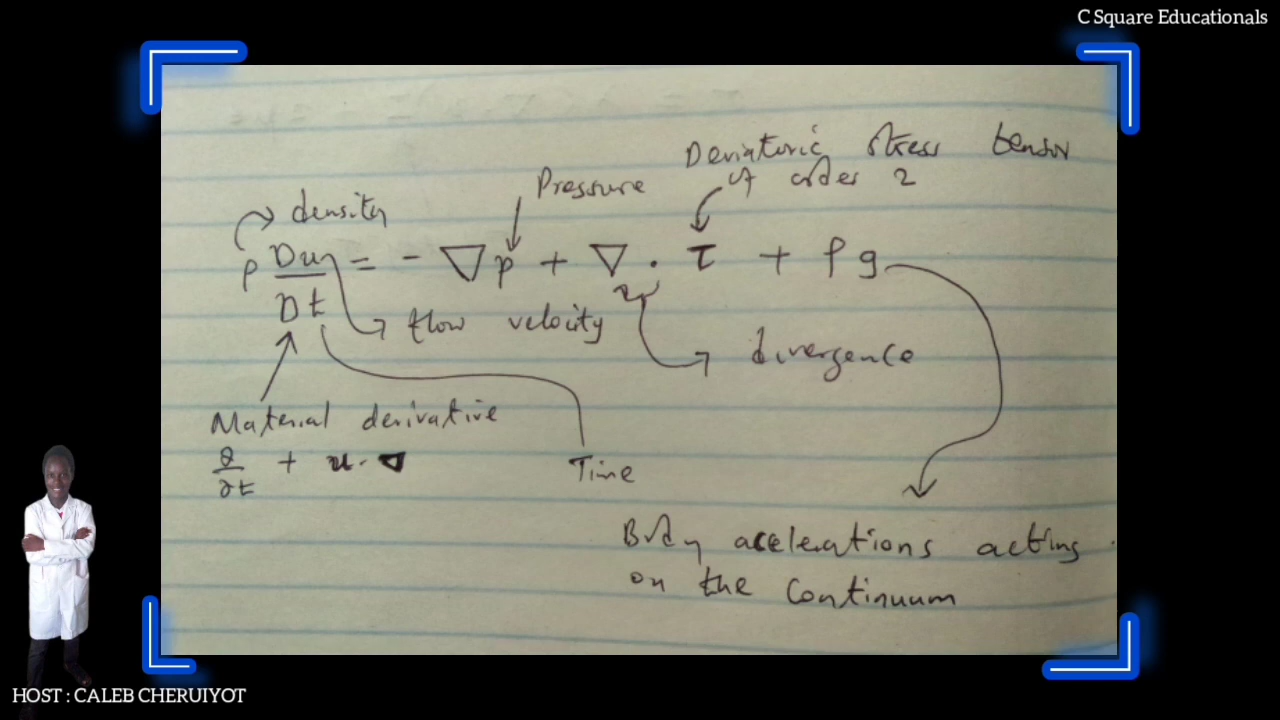 C Square Educationals
Deviatoric stress tensor
of order 2
Pressure
density
ρ Du/Dt = - ∇p + ∇ · τ + ρg
flow velocity
divergence
Material derivative
∂/∂t + u · ∇
Time
Body acelerations acting
on the continuum
HOST : CALEB CHERUIYOT